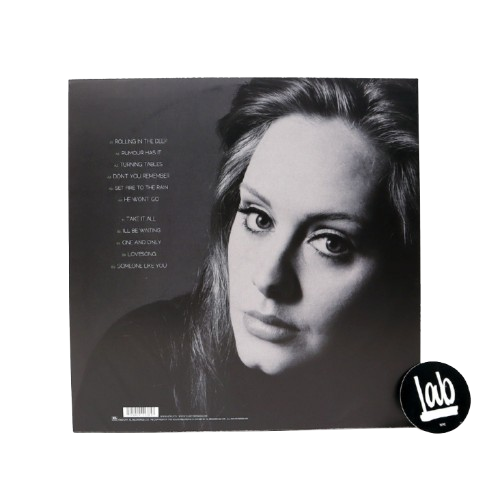 ROLLING IN THE DEEP
RUMOUR HAS IT
TURNING TABLES
DON'T YOU REMEMBER
SET FIRE TO THE RAIN
HE WON'T GO
TAKE IT ALL
I'LL BE WAITING
ONE AND ONLY
LOVESONG
SOMEONE LIKE YOU
Lab